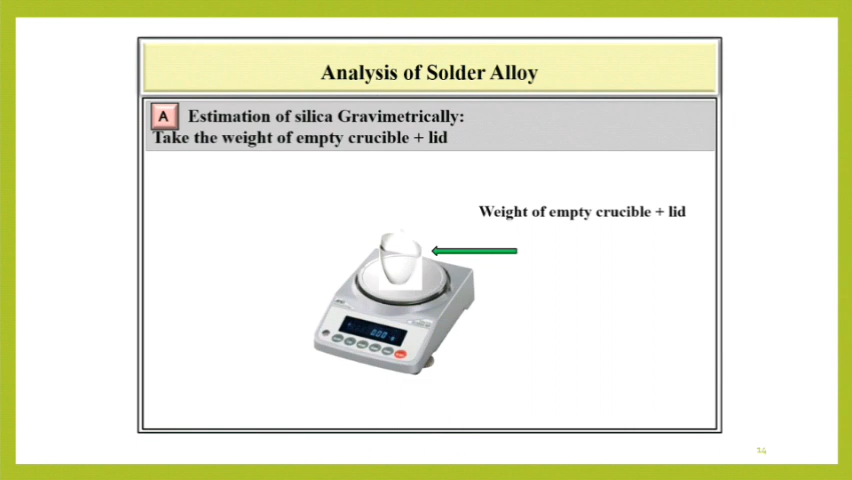 Analysis of Solder Alloy
A Estimation of silica Gravimetrically:
Take the weight of empty crucible + lid
Weight of empty crucible + lid
14